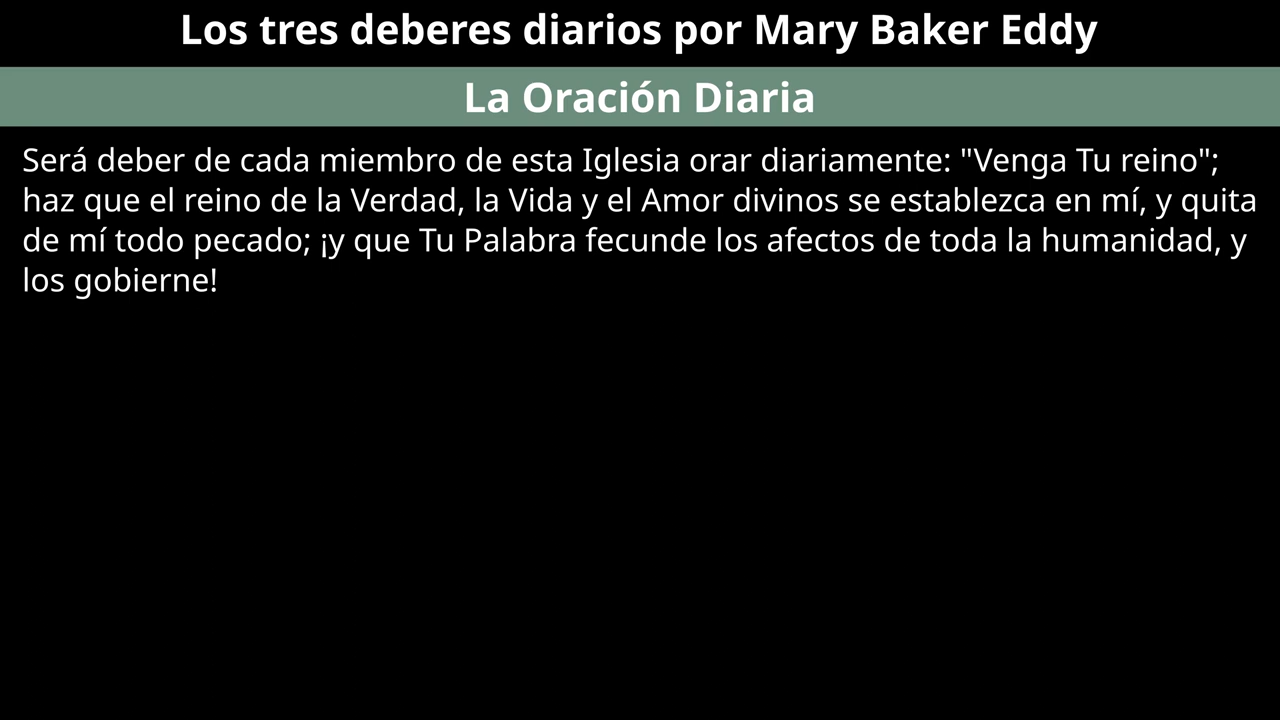 Los tres deberes diarios por Mary Baker Eddy
La Oración Diaria
Será deber de cada miembro de esta Iglesia orar diariamente: "Venga Tu reino";
haz que el reino de la Verdad, la Vida y el Amor divinos se establezca en mí, y quita
de mí todo pecado; ¡y que Tu Palabra fecunde los afectos de toda la humanidad, y
los gobierne!